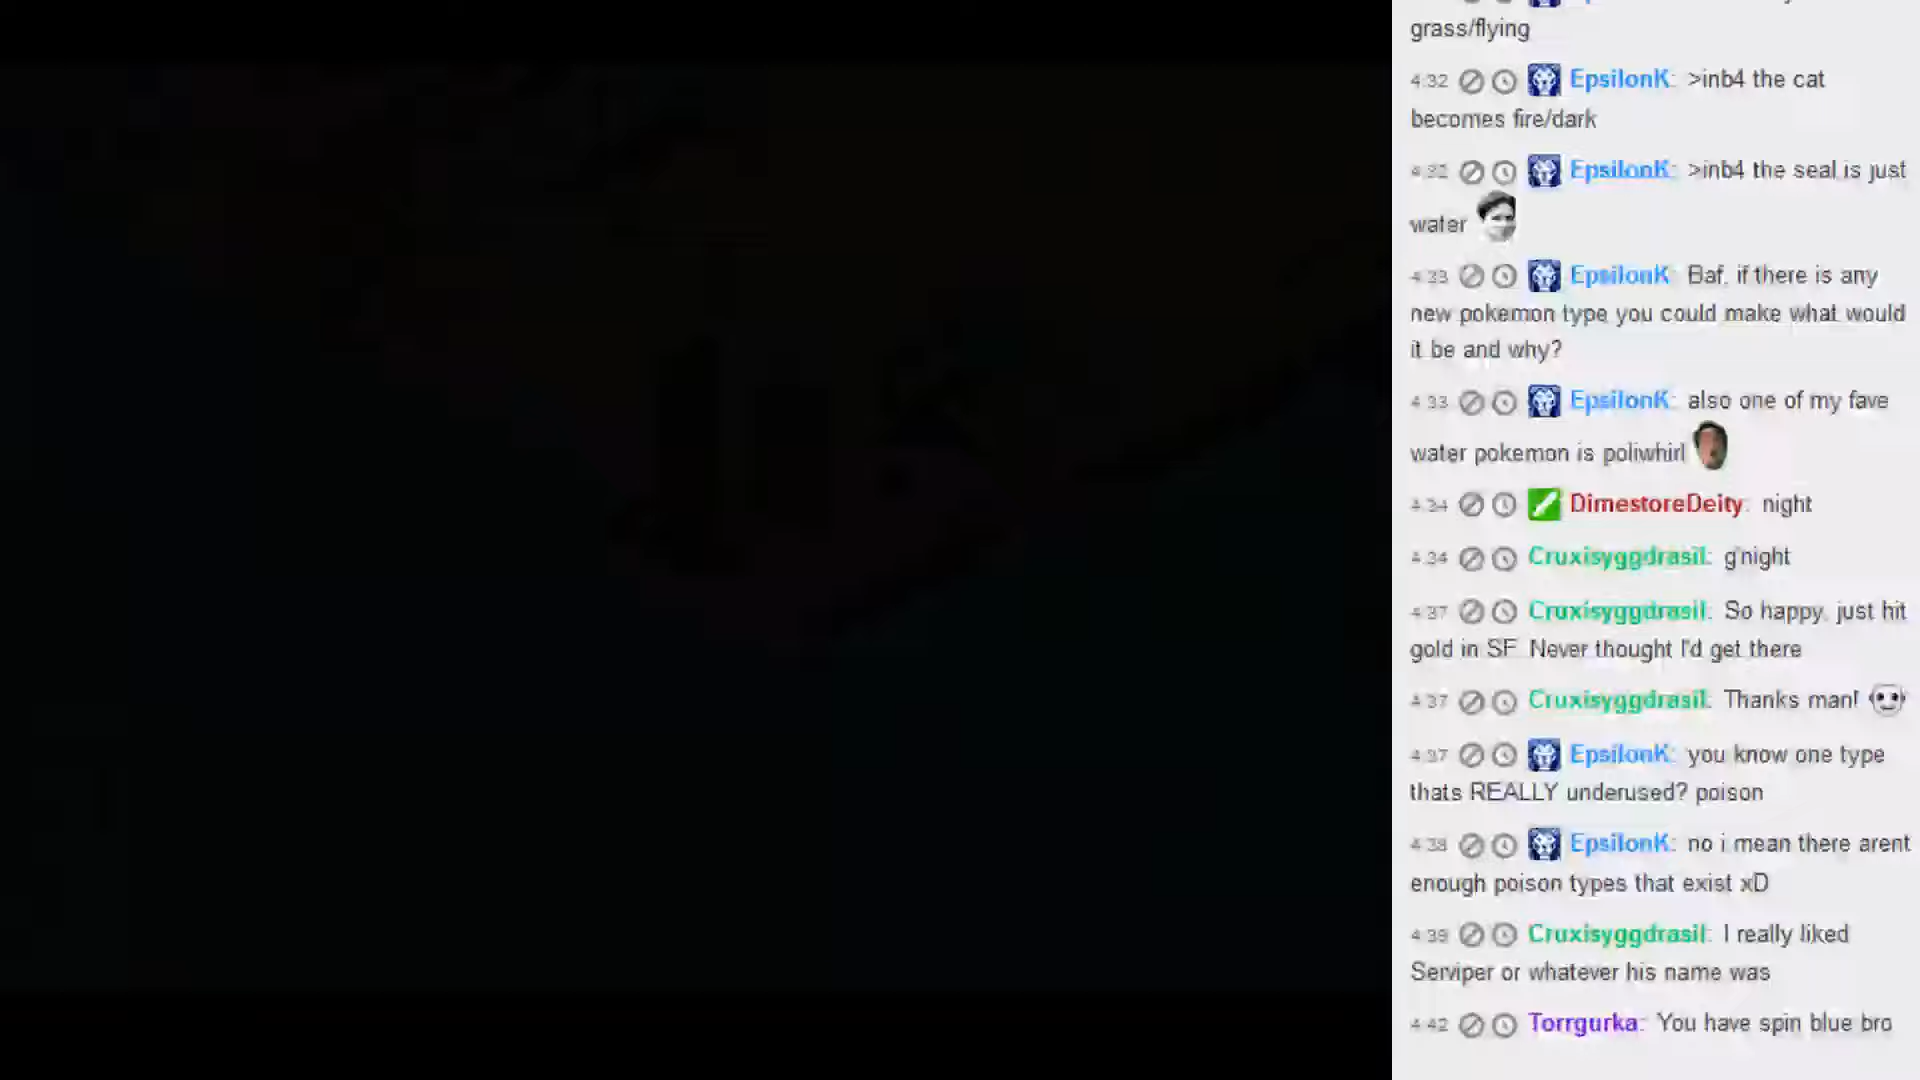 grass/flying
4:32 EpsilonK: >inb4 the cat
becomes fire/dark
4:32 EpsilonK: >inb4 the seal is just
water
4:33 EpsilonK: Baf, if there is any
new pokemon type you could make what would
it be and why?
4:33 EpsilonK: also one of my fave
water pokemon is poliwhirl
4:34 DimestoreDeity: night
4:34 Cruxisyggdrasil: g'night
4:37 Cruxisyggdrasil: So happy, just hit
gold in SF. Never thought I'd get there
4:37 Cruxisyggdrasil: Thanks man!
4:37 EpsilonK: you know one type
thats REALLY underused? poison
4:38 EpsilonK: no i mean there arent
enough poison types that exist xD
4:39 Cruxisyggdrasil: I really liked
Serviper or whatever his name was
4:42 Torrgurka: You have spin blue bro